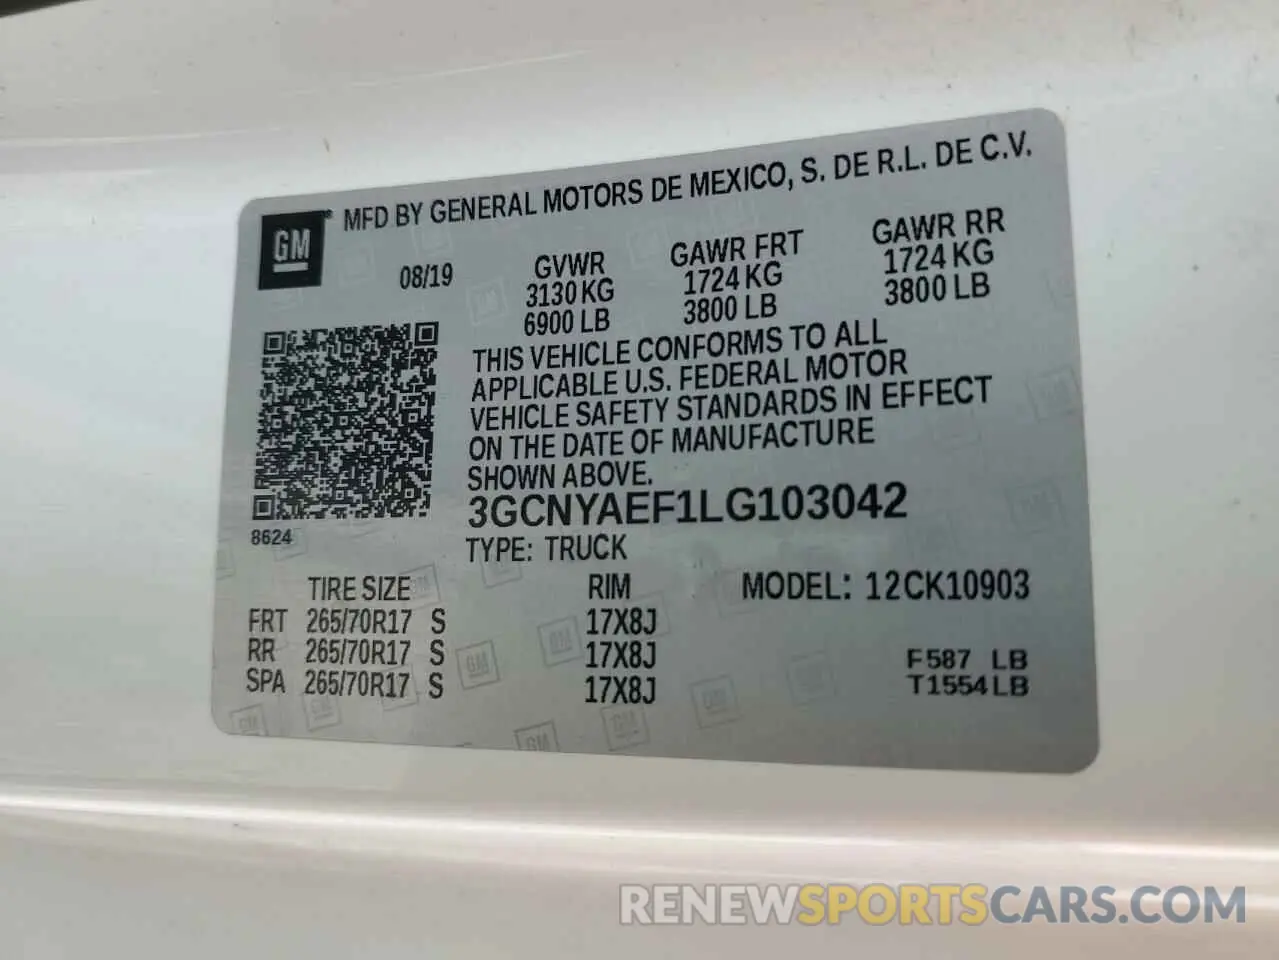 MFD BY GENERAL MOTORS DE MEXICO, S. DE R.L. DE C.V.
GM®
08/19
GVWR GAWR FRT GAWR RR
3130 KG 1724 KG 1724 KG
6900 LB 3800 LB 3800 LB
THIS VEHICLE CONFORMS TO ALL
APPLICABLE U.S. FEDERAL MOTOR
VEHICLE SAFETY STANDARDS IN EFFECT
ON THE DATE OF MANUFACTURE
SHOWN ABOVE.
3GCNYAEF1LG103042
8624
TYPE: TRUCK
TIRE SIZE RIM MODEL: 12CK10903
FRT 265/70R17 S 17X8J
RR 265/70R17 S 17X8J F587 LB
SPA 265/70R17 S 17X8J T1554LB
RENEWSPORTSCARS.COM